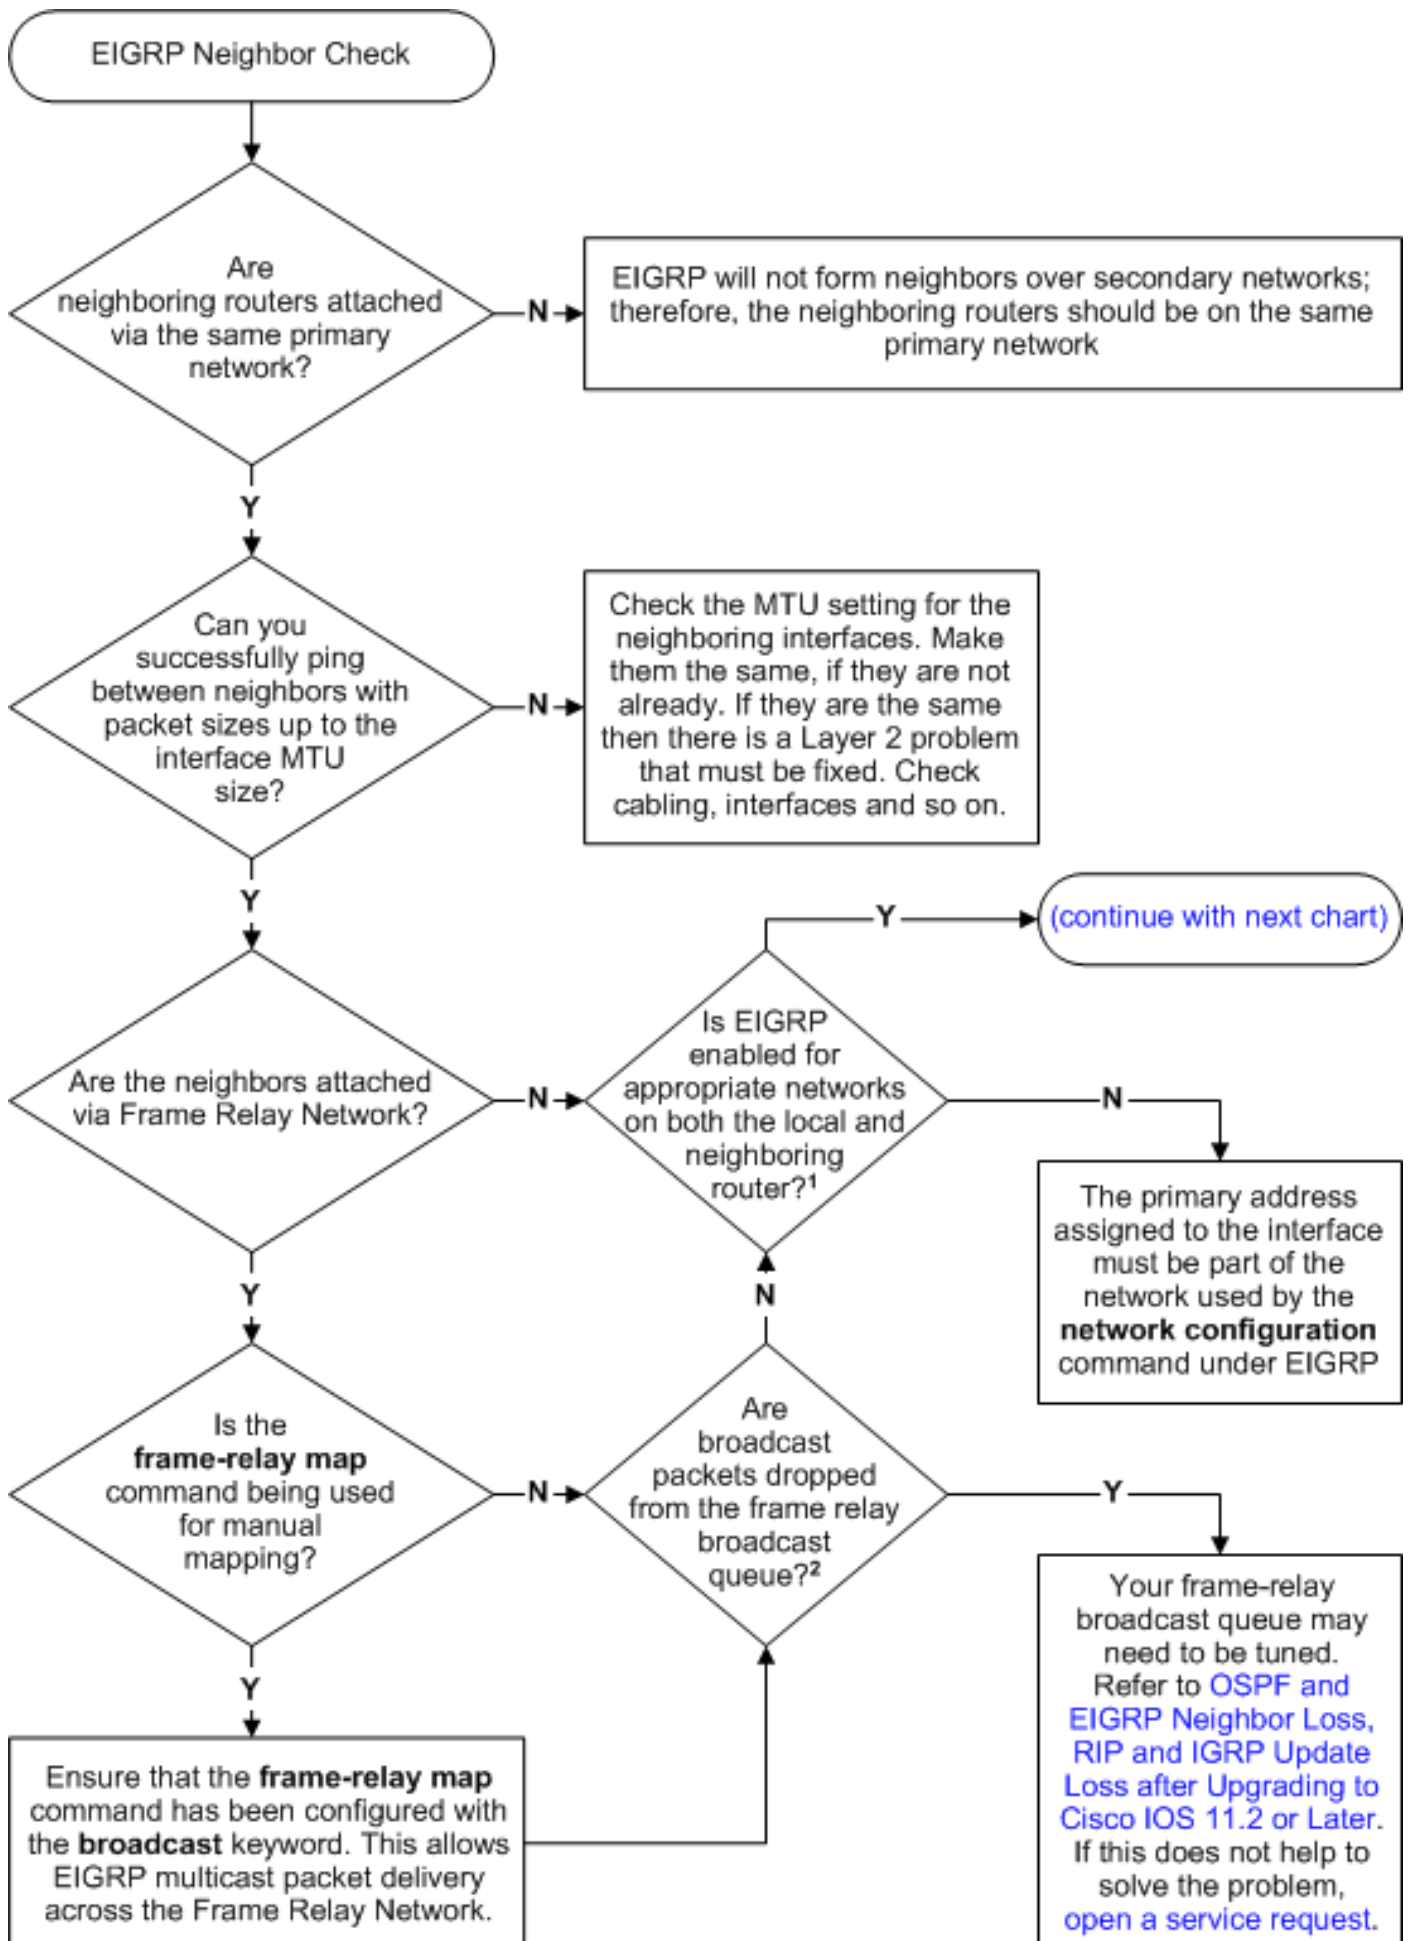 EIGRP Neighbor Check
Are
neighboring routers attached
via the same primary
network?
N
EIGRP will not form neighbors over secondary networks;
therefore, the neighboring routers should be on the same
primary network
Y
Can you
successfully ping
between neighbors with
packet sizes up to the
interface MTU
size?
N
Check the MTU setting for the
neighboring interfaces. Make
them the same, if they are not
already. If they are the same
then there is a Layer 2 problem
that must be fixed. Check
cabling, interfaces and so on.
Y
Y
(continue with next chart)
Are the neighbors attached
via Frame Relay Network?
N
Is EIGRP
enabled for
appropriate networks
on both the local and
neighboring
router?¹
N
The primary address
assigned to the interface
must be part of the
network used by the
network configuration
command under EIGRP
Y
N
Is the
frame-relay map
command being used
for manual
mapping?
N
Are
broadcast
packets dropped
from the frame relay
broadcast
queue?²
Y
Your frame-relay
broadcast queue may
need to be tuned.
Refer to OSPF and
EIGRP Neighbor Loss,
RIP and IGRP Update
Loss after Upgrading to
Cisco IOS 11.2 or Later.
If this does not help to
solve the problem,
open a service request.
Y
Ensure that the frame-relay map
command has been configured with
the broadcast keyword. This allows
EIGRP multicast packet delivery
across the Frame Relay Network.